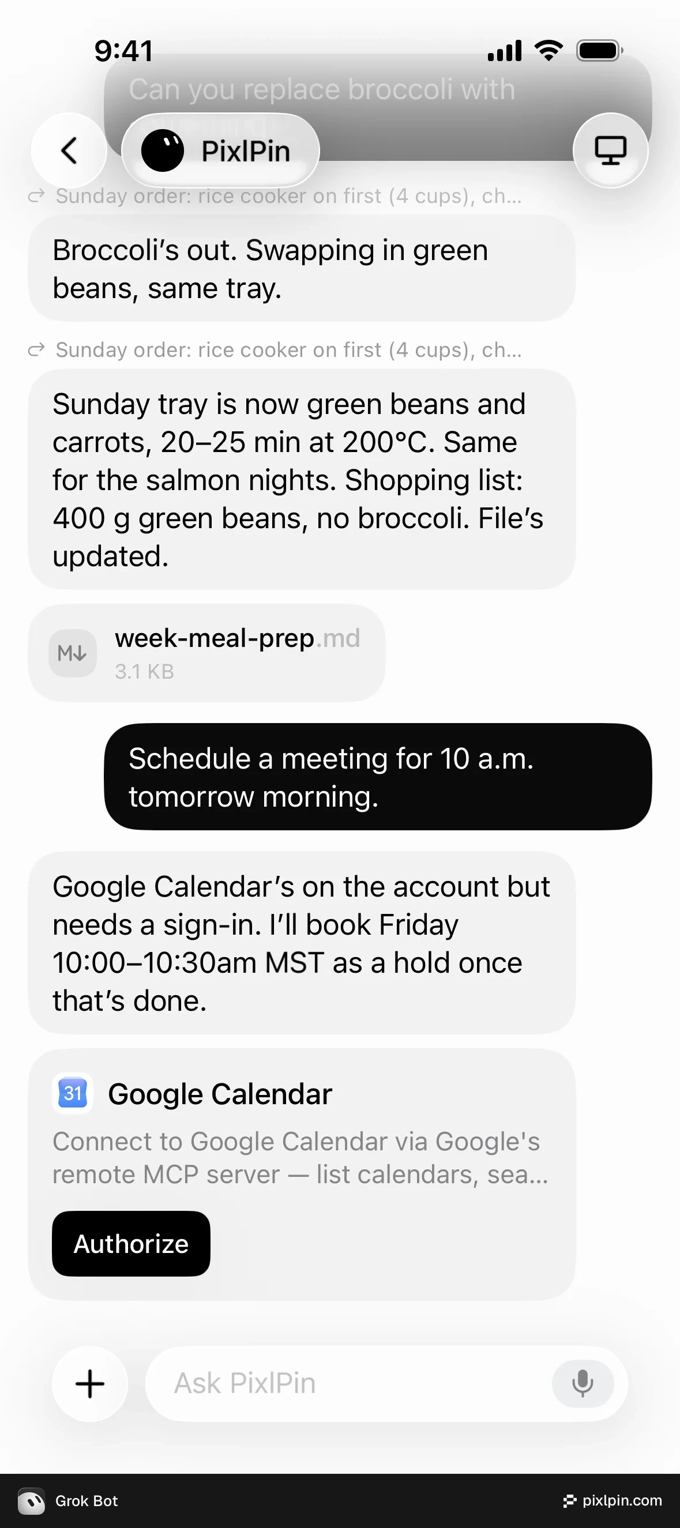 9:41
Can you replace broccoli with
PixlPin
Sunday order: rice cooker on first (4 cups), ch...
Broccoli’s out. Swapping in green
beans, same tray.
Sunday order: rice cooker on first (4 cups), ch...
Sunday tray is now green beans and
carrots, 20–25 min at 200°C. Same
for the salmon nights. Shopping list:
400 g green beans, no broccoli. File’s
updated.
M↓
week-meal-prep.md
3.1 KB
Schedule a meeting for 10 a.m.
tomorrow morning.
Google Calendar’s on the account but
needs a sign-in. I’ll book Friday
10:00–10:30am MST as a hold once
that’s done.
31
Google Calendar
Connect to Google Calendar via Google's
remote MCP server — list calendars, sea...
Authorize
Ask PixlPin
Grok Bot
pixlpin.com